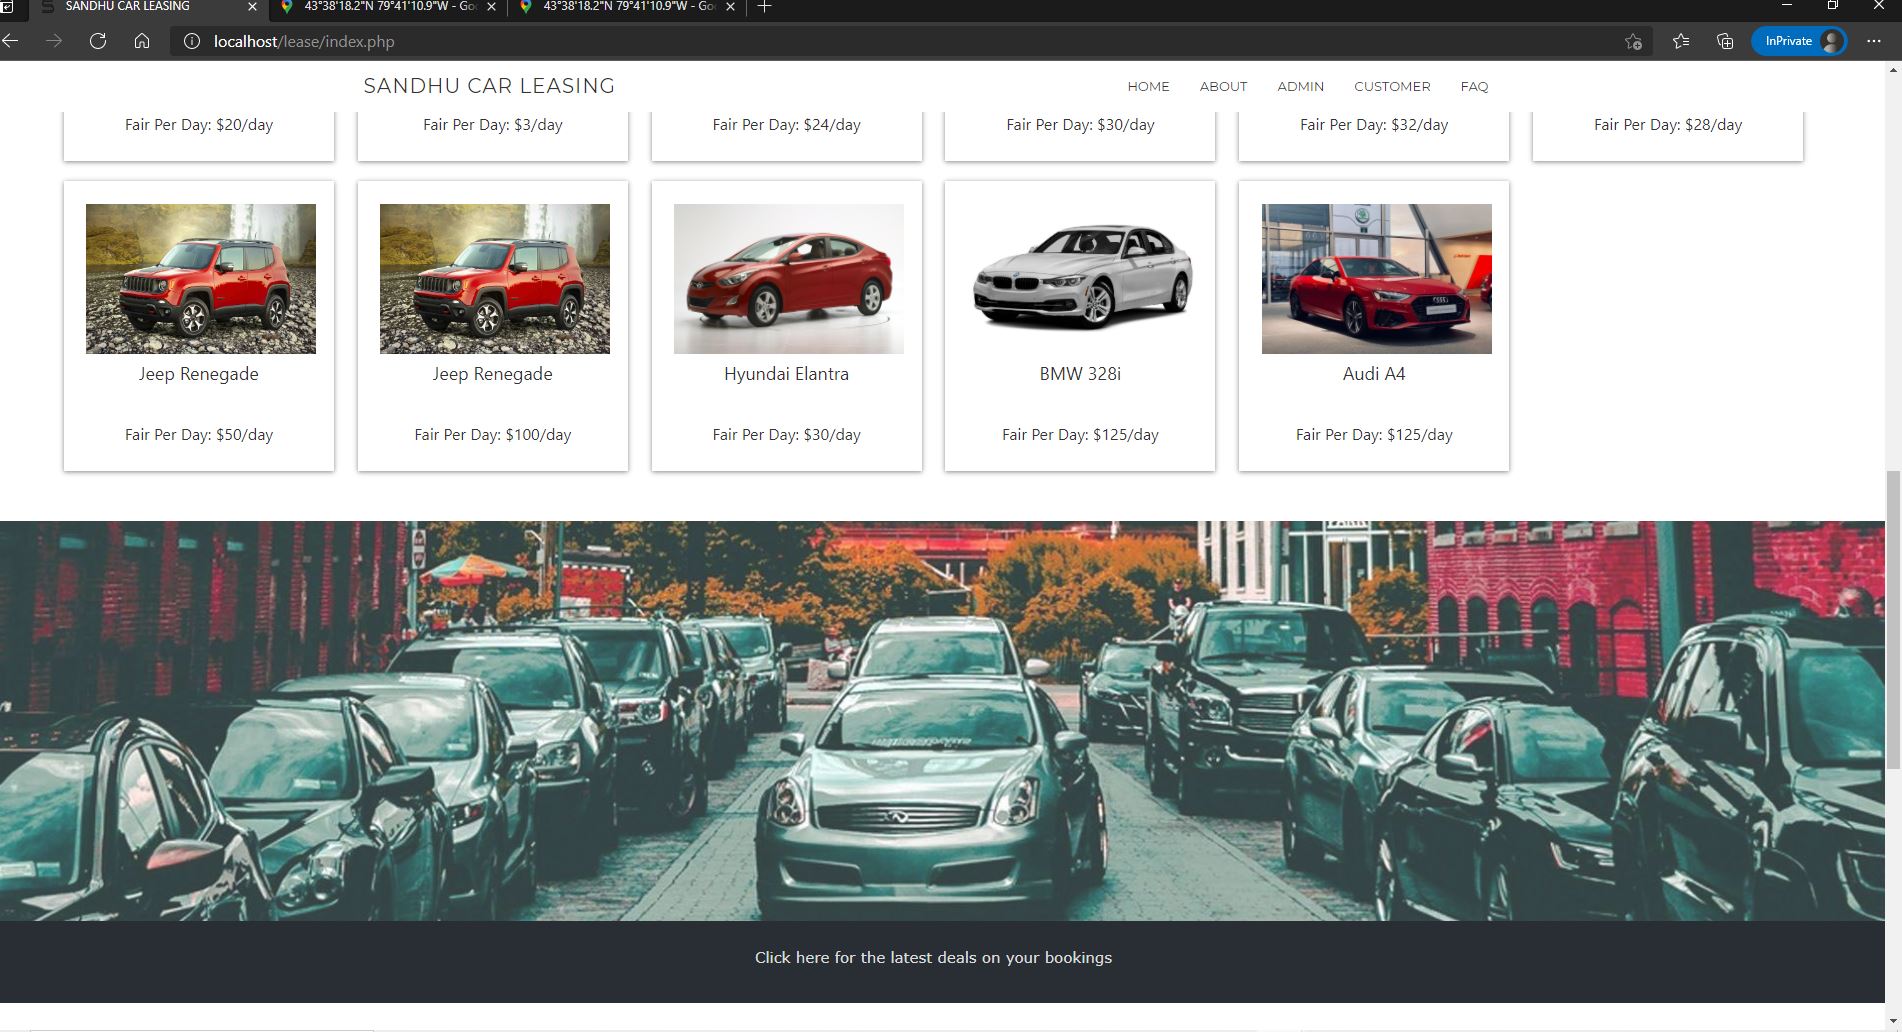 SANDHU CAR LEASING
43°38'18.2"N 79°41'10.9"W - Goo
43°38'18.2"N 79°41'10.9"W - Goo
localhost/lease/index.php
InPrivate
SANDHU CAR LEASING
HOME ABOUT ADMIN CUSTOMER FAQ
Fair Per Day: $20/day Fair Per Day: $3/day Fair Per Day: $24/day Fair Per Day: $30/day Fair Per Day: $32/day Fair Per Day: $28/day
Jeep Renegade Jeep Renegade Hyundai Elantra BMW 328i Audi A4
Fair Per Day: $50/day Fair Per Day: $100/day Fair Per Day: $30/day Fair Per Day: $125/day Fair Per Day: $125/day
Click here for the latest deals on your bookings